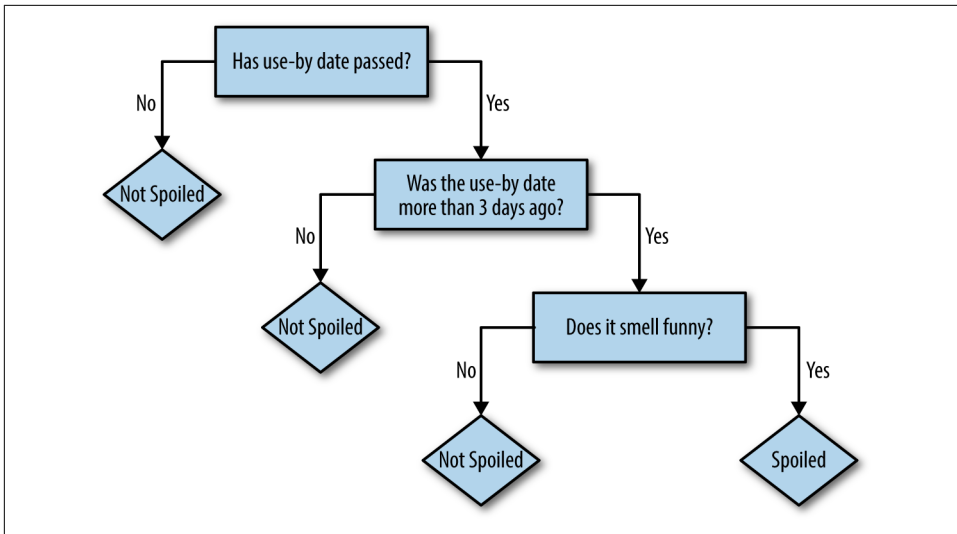 Has use-by date passed?
No
Yes
Not Spoiled
Was the use-by date
more than 3 days ago?
No
Yes
Not Spoiled
Does it smell funny?
No
Yes
Not Spoiled
Spoiled